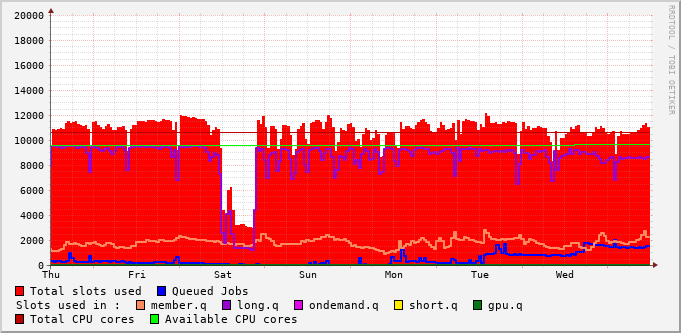 20000
18000
16000
14000
12000
10000
8000
6000
4000
2000
0
Thu Fri Sat Sun Mon Tue Wed
RRDTOOL / TOBI OETIKER
Total slots used Queued Jobs
Slots used in : member.q long.q ondemand.q short.q gpu.q
Total CPU cores Available CPU cores